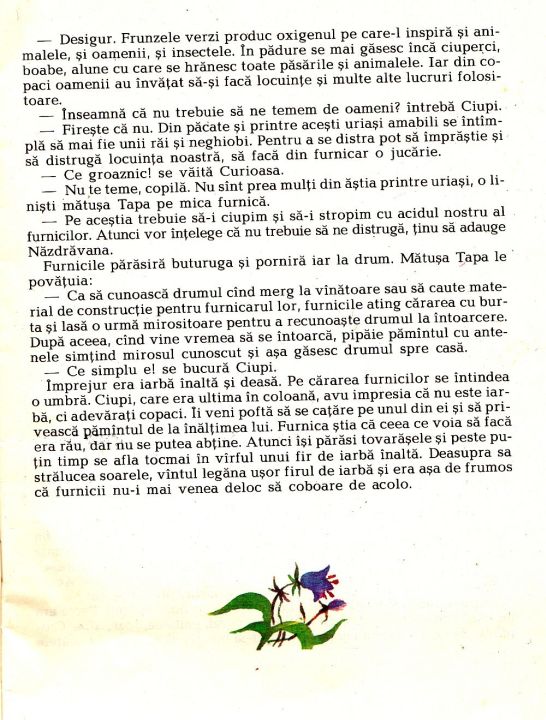 — Desigur. Frunzele verzi produc oxigenul pe care-l inspiră și ani-
malele, și oamenii, și insectele. În pădure se mai găsesc încă ciuperci,
boabe, alune cu care se hrănesc toate păsările și animalele. Iar din co-
paci oamenii au învățat să-și facă locuințe și multe alte lucruri folosi-
toare.
— Înseamnă că nu trebuie să ne temem de oameni? întrebă Ciupi.
— Firește că nu. Din păcate și printre acești uriași amabili se întîm-
plă să mai fie unii răi și neghiobi. Pentru a se distra pot să împrăștie și
să distrugă locuința noastră, să facă din furnicar o jucărie.
— Ce groaznic! se văită Curioasa.
— Nu te teme, copilă. Nu sînt prea mulți din ăștia printre uriași, o li-
niști mătușa Tapa pe mica furnică.
— Pe aceștia trebuie să-i ciupim și să-i stropim cu acidul nostru al
furnicilor. Atunci vor înțelege că nu trebuie să ne distrugă, ținu să adauge
Năzdrăvana.
Furnicile părăsiră buturuga și porniră iar la drum. Mătușa Tapa le
povățuia:
— Ca să cunoască drumul cînd merg la vînătoare sau să caute mate-
rial de construcție pentru furnicarul lor, furnicile ating cărarea cu bur-
ta și lasă o urmă mirositoare pentru a recunoaște drumul la întoarcere.
După aceea, cînd vine vremea să se întoarcă, pipăie pămîntul cu ante-
nele simțind mirosul cunoscut și așa găsesc drumul spre casă.
— Ce simplu e! se bucură Ciupi.
Împrejur era iarbă înaltă și deasă. Pe cărarea furnicilor se întindea
o umbră. Ciupi, care era ultima în coloană, avu impresia că nu este iar-
bă, ci adevărați copaci. Ii veni poftă să se cațăre pe unul din ei și să pri-
vească pămîntul de la înălțimea lui. Furnica știa că ceea ce voia să facă
era rău, dar nu se putea abține. Atunci își părăsi tovarășele și peste pu-
țin timp se afla tocmai în vîrful unui fir de iarbă înaltă. Deasupra sa
strălucea soarele, vîntul legăna ușor firul de iarbă și era așa de frumos
că furnicii nu-i mai venea deloc să coboare de acolo.